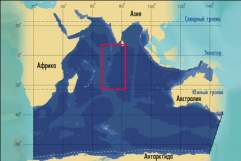 Азия
Северный тропик
Экватор
Африка
Южный тропик
Австралия
Антарктида